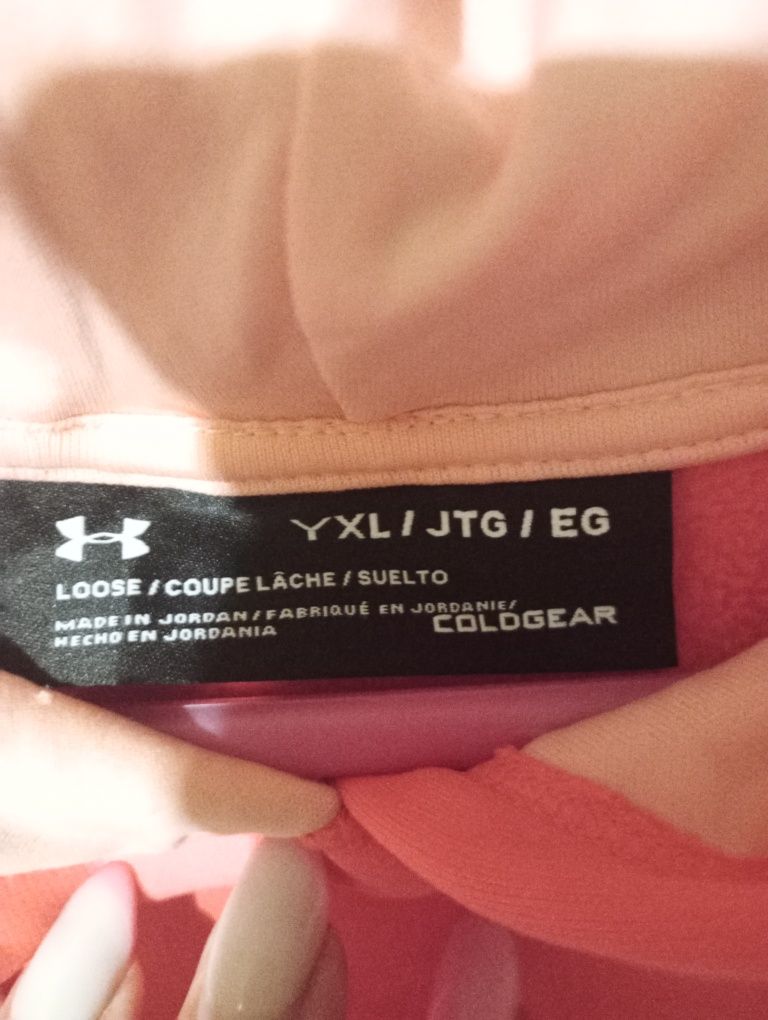 YXL / JTG / EG
LOOSE / COUPE LÂCHE / SUELTO
MADE IN JORDAN / FABRIQUÉ EN JORDANIE /
HECHO EN JORDANIA
COLDGEAR